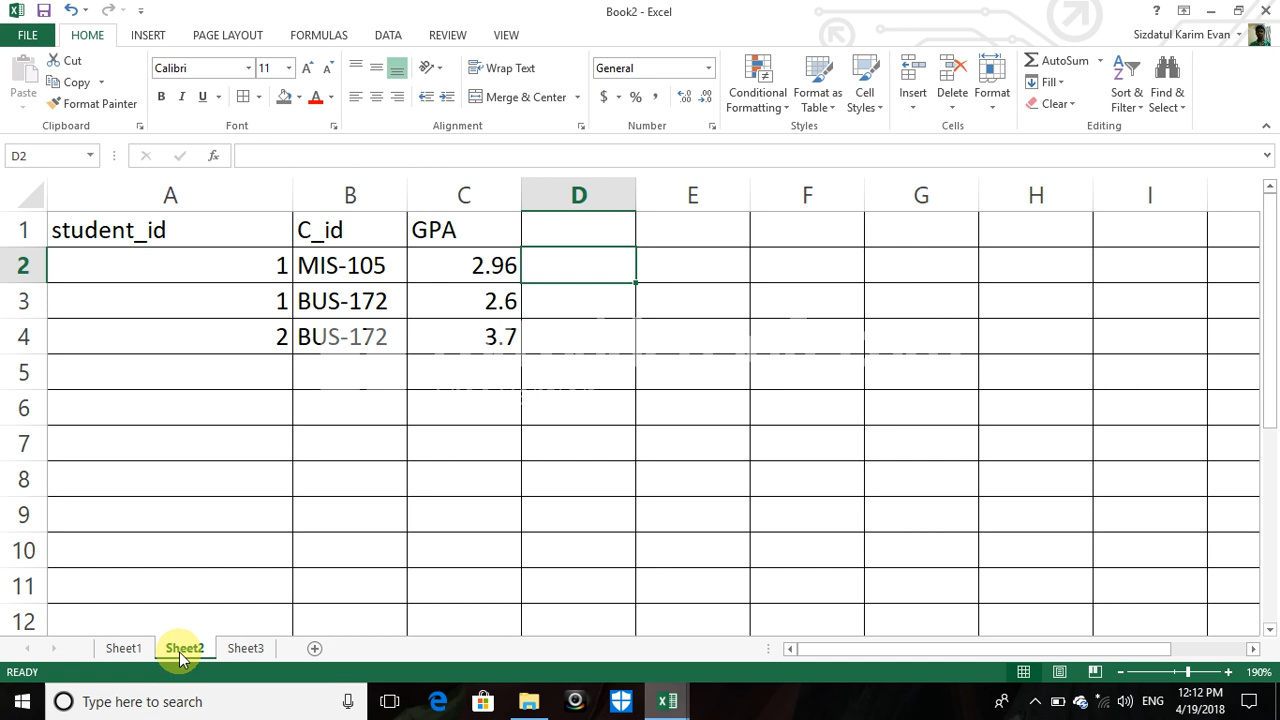 Book2 - Excel
?
FILE HOME INSERT PAGE LAYOUT FORMULAS DATA REVIEW VIEW
Sizdatul Karim Evan
Paste
Cut
Copy
Format Painter
Clipboard
Calibri 11
B I U
Font
Wrap Text
Merge & Center
Alignment
General
$ % ,
Number
Conditional Formatting
Format as Table
Cell Styles
Styles
Insert Delete Format
Cells
AutoSum
Fill
Clear
Sort & Filter
Find & Select
Editing
D2
fx
A B C D E F G H I
1 student_id C_id GPA
2 1 MIS-105 2.96
3 1 BUS-172 2.6
4 2 BUS-172 3.7
5
6
7
8
9
10
11
12
Sheet1 Sheet2 Sheet3
READY
190%
Type here to search
ENG
12:12 PM
4/19/2018